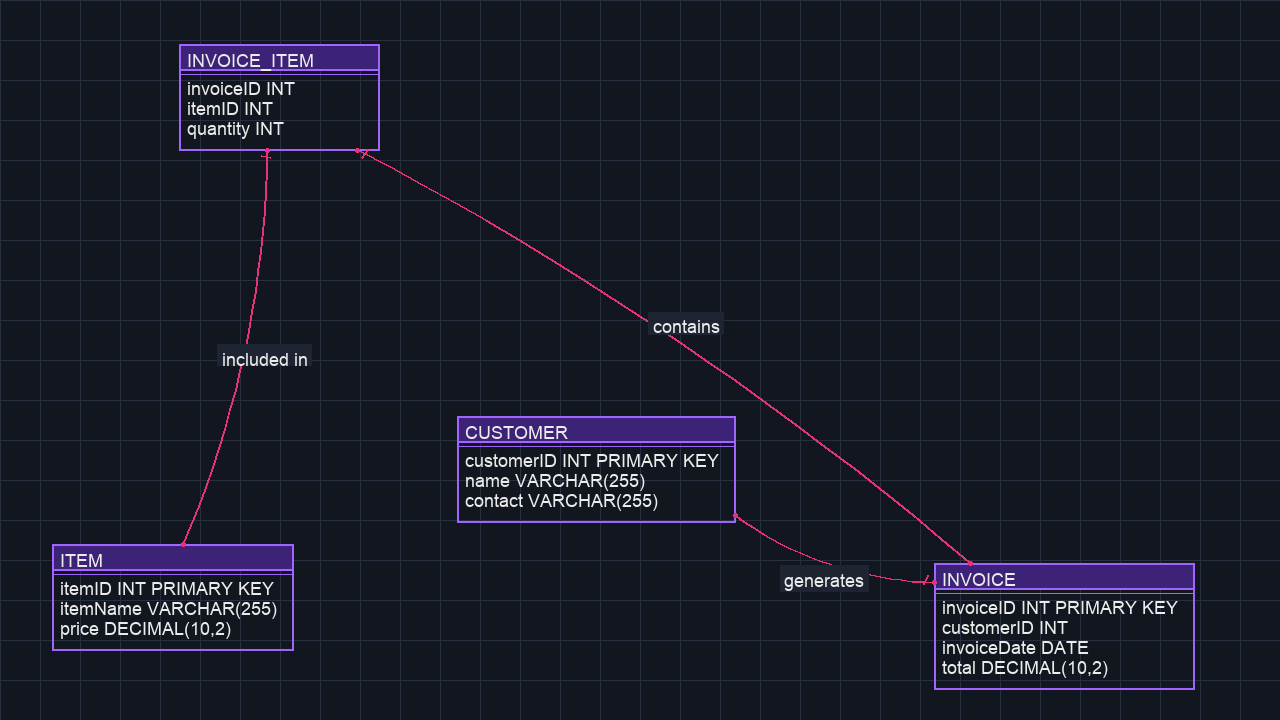 INVOICE_ITEM
invoiceID INT
itemID INT
quantity INT
contains
included in
CUSTOMER
customerID INT PRIMARY KEY
name VARCHAR(255)
contact VARCHAR(255)
ITEM
itemID INT PRIMARY KEY
itemName VARCHAR(255)
price DECIMAL(10,2)
generates
INVOICE
invoiceID INT PRIMARY KEY
customerID INT
invoiceDate DATE
total DECIMAL(10,2)